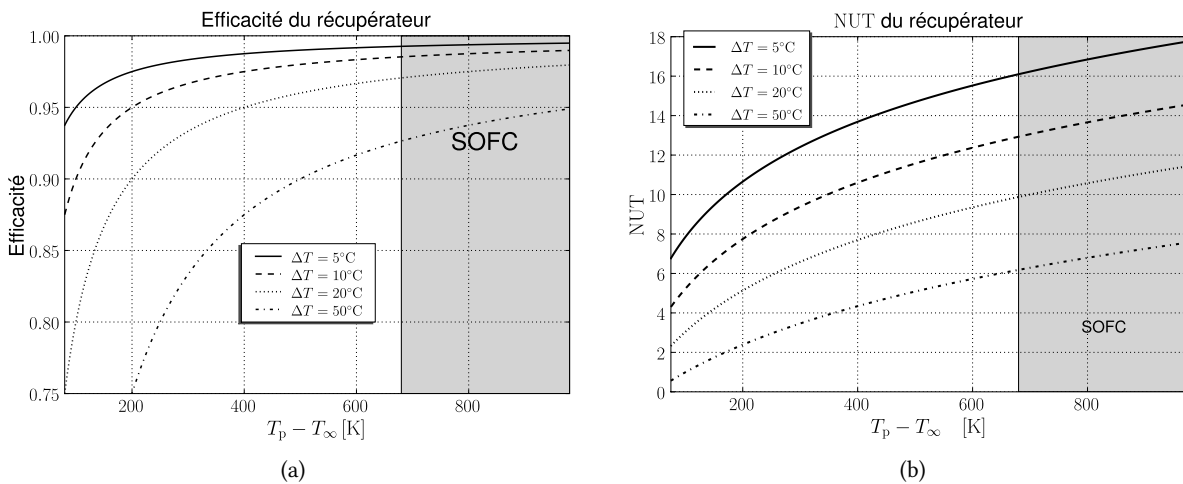 Efficacité du récupérateur
1.00
0.95
0.90
0.85
0.80
0.75
Efficacité
SOFC
ΔT = 5°C
ΔT = 10°C
ΔT = 20°C
ΔT = 50°C
200
400
600
800
T_p − T_∞ [K]
(a)
NUT du récupérateur
18
16
14
12
10
8
6
4
2
0
NUT
ΔT = 5°C
ΔT = 10°C
ΔT = 20°C
ΔT = 50°C
SOFC
200
400
600
800
T_p − T_∞ [K]
(b)